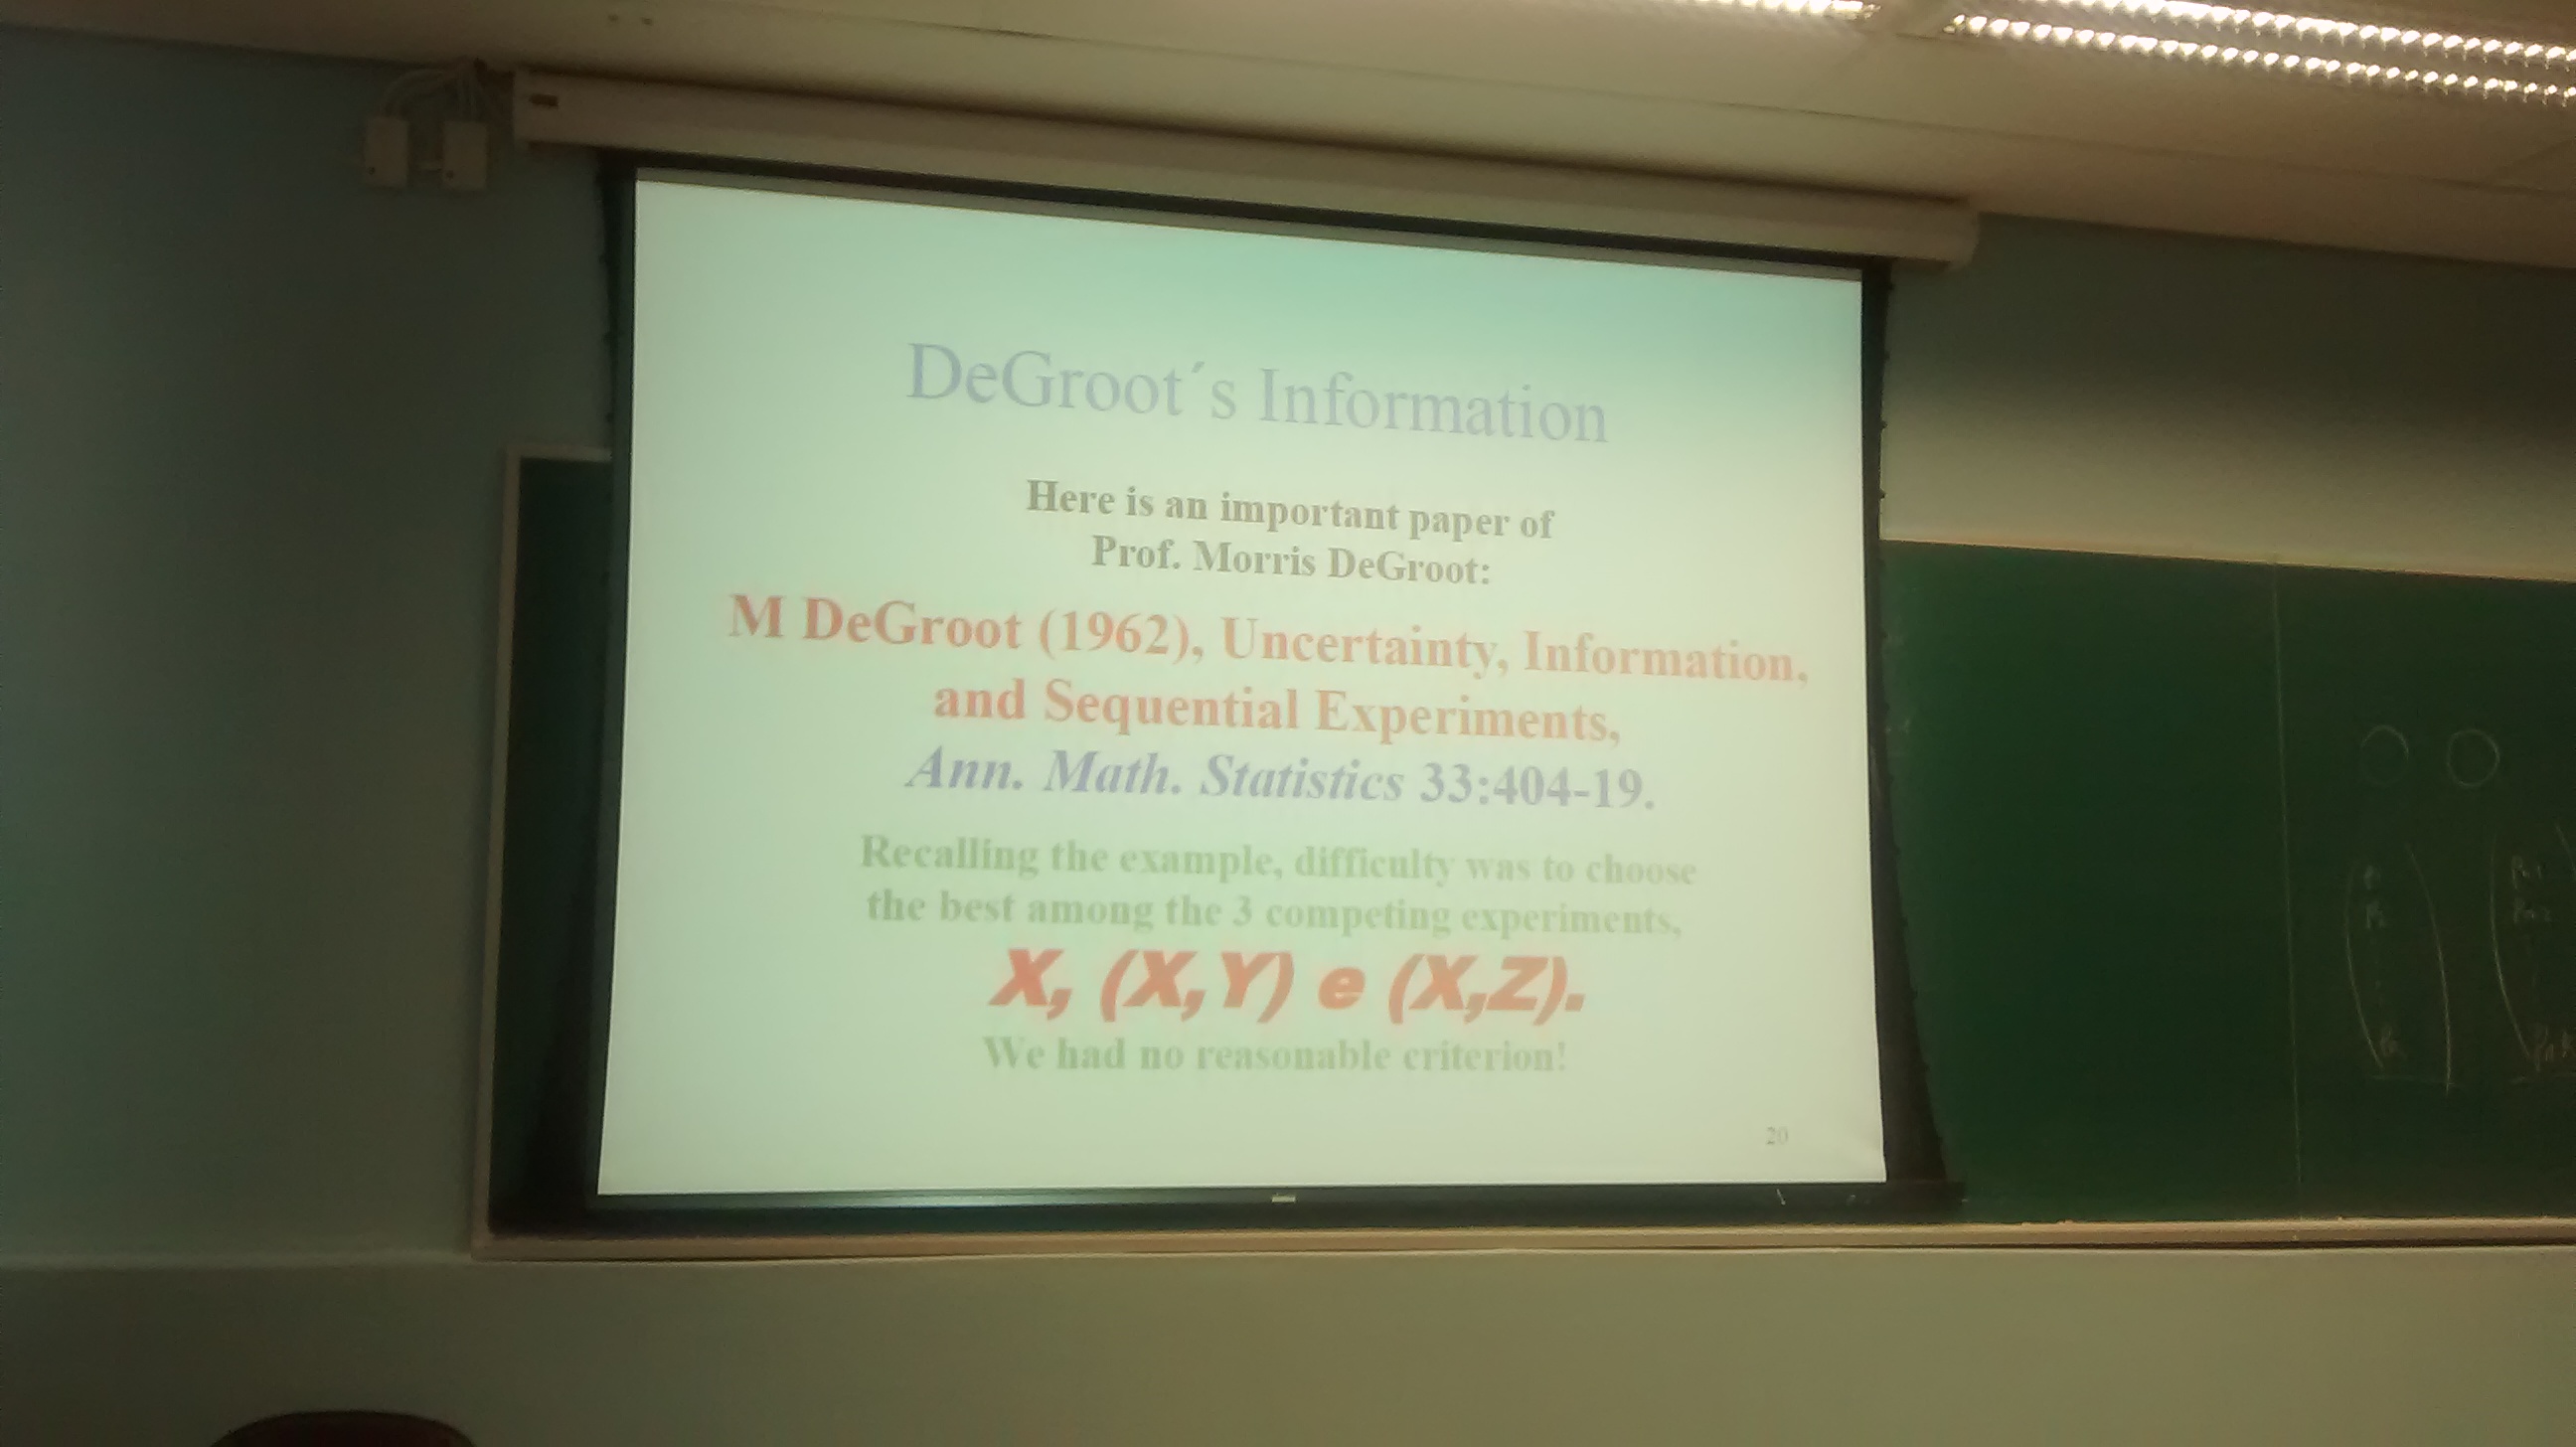 DeGroot´s Information
Here is an important paper of
Prof. Morris DeGroot:
M DeGroot (1962), Uncertainty, Information,
and Sequential Experiments,
Ann. Math. Statistics 33:404-19.
Recalling the example, difficulty was to choose
the best among the 3 competing experiments,
X, (X,Y) e (X,Z).
We had no reasonable criterion!
20